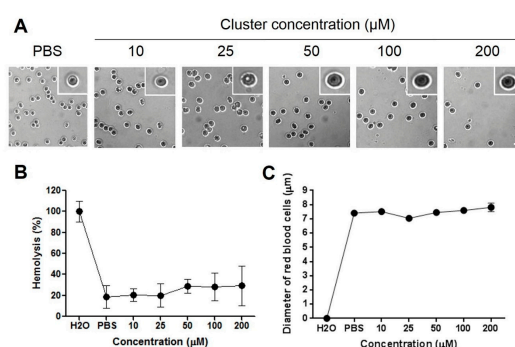 A
Cluster concentration (µM)
PBS 10 25 50 100 200
B
Hemolysis (%)
120
100
80
60
40
20
0
H2O PBS 10 25 50 100 200
Concentration (µM)
C
Diameter of red blood cells (µm)
8
7
6
5
4
3
2
1
0
H2O PBS 10 25 50 100 200
Concentration (µM)